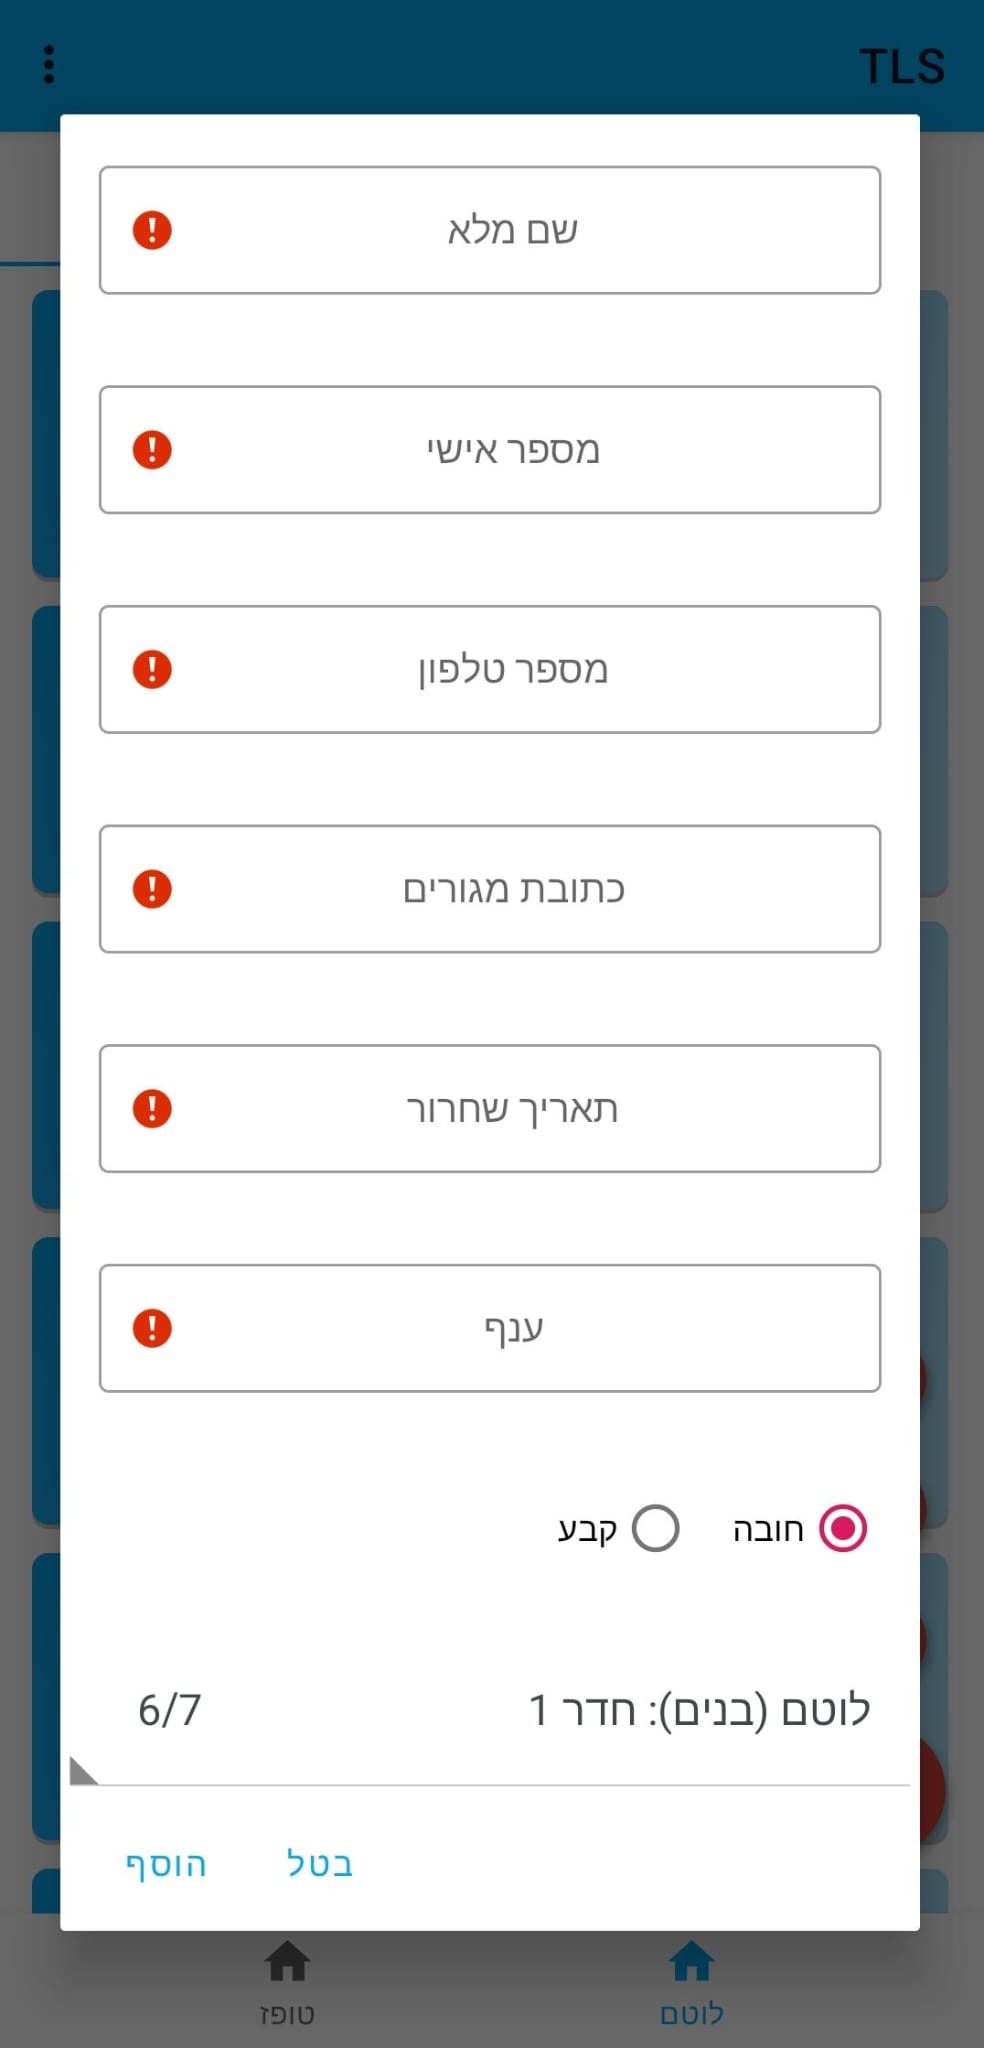 TLS
שם מלא
מספר אישי
מספר טלפון
כתובת מגורים
תאריך שחרור
ענף
חובה קבע
לוטם (בנים): חדר 1 6/7
בטל הוסף
לוטם טופז